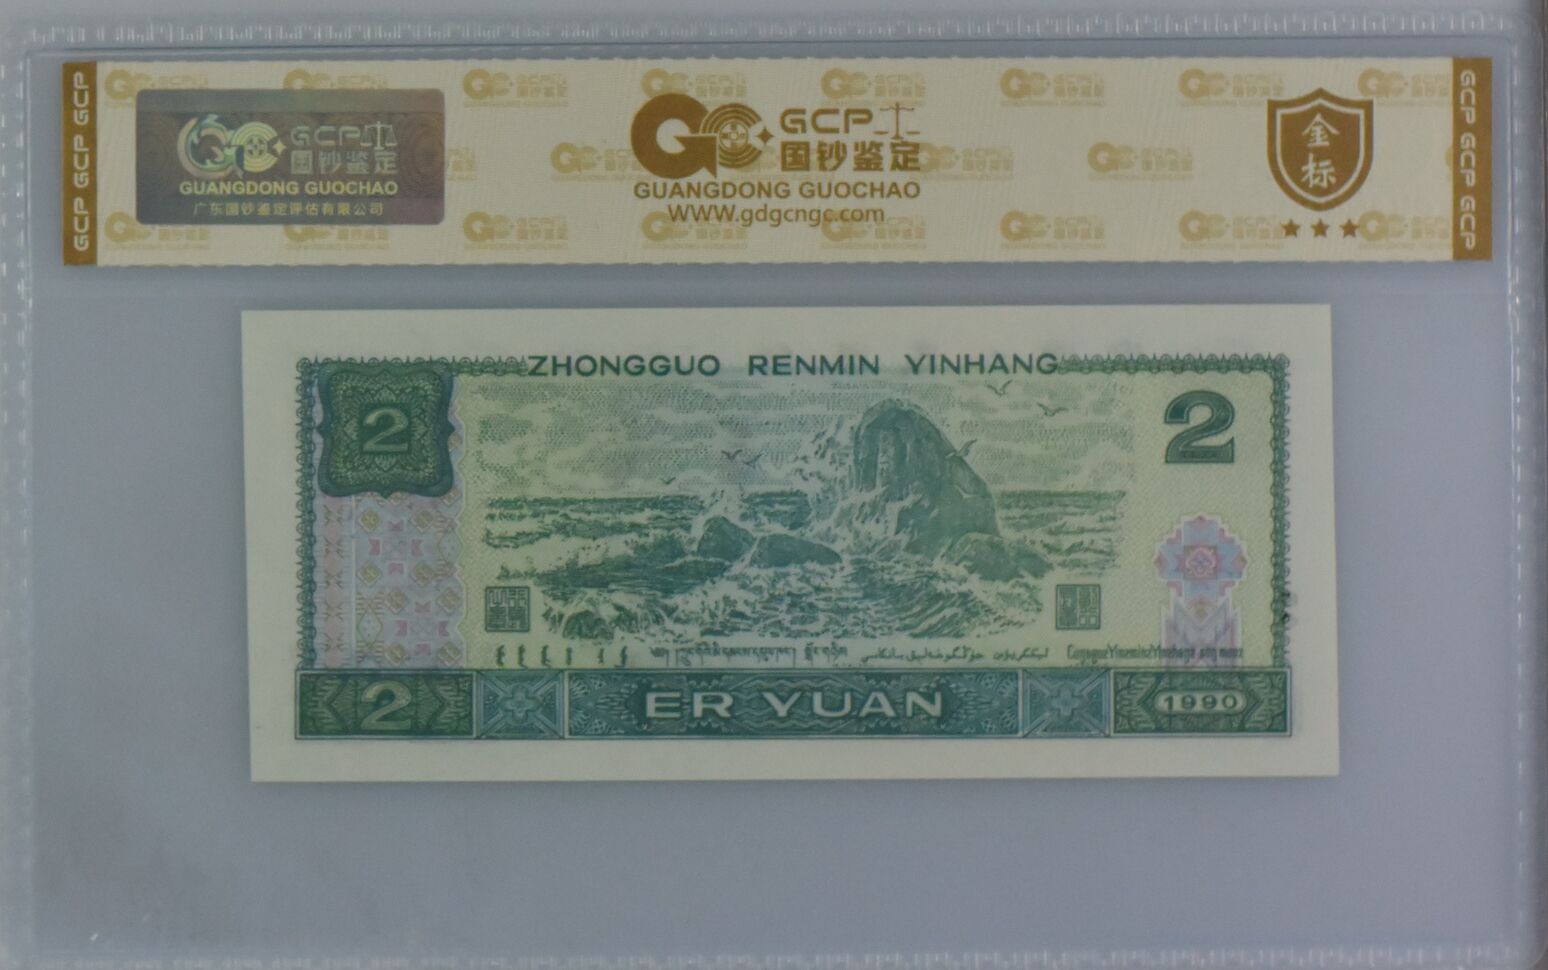 GCP GCP GCP
GCP
国钞鉴定
GUANGDONG GUOCHAO
广东国钞鉴定评估有限公司
GCP
国钞鉴定
GUANGDONG GUOCHAO
WWW.gdgcngc.com
金标
GCP GCP GCP
ZHONGGUO RENMIN YINHANG
2
2
2
ER YUAN
1990